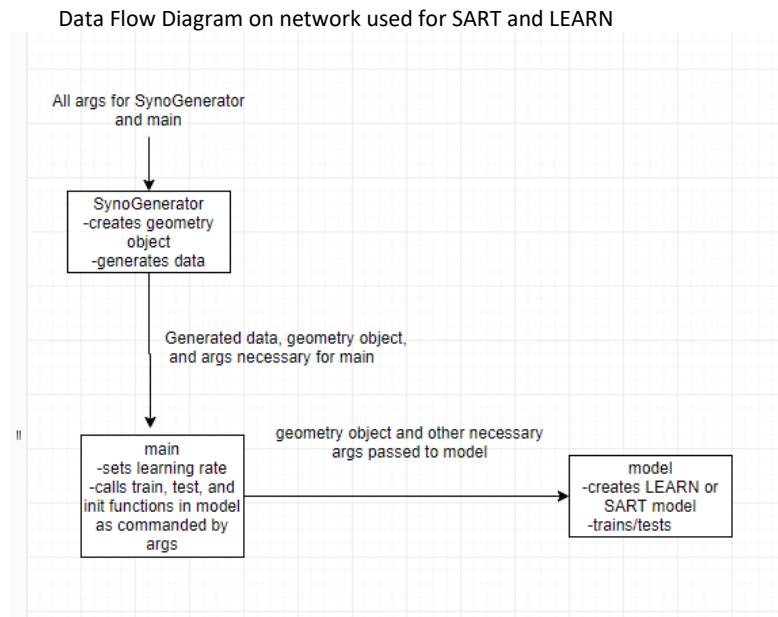 Data Flow Diagram on network used for SART and LEARN
All args for SynoGenerator
and main
SynoGenerator
-creates geometry
object
-generates data
Generated data, geometry object,
and args necessary for main
main
-sets learning rate
-calls train, test, and
init functions in model
as commanded by
args
geometry object and other necessary
args passed to model
model
-creates LEARN or
SART model
-trains/tests